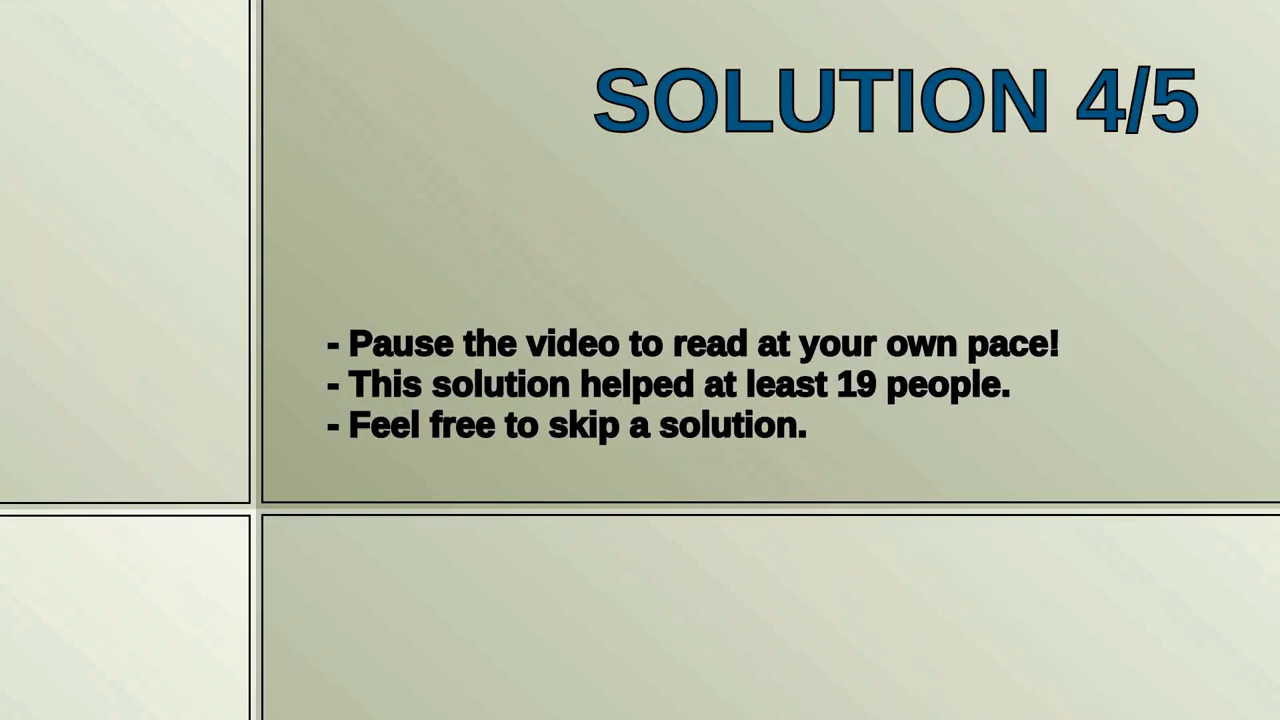 SOLUTION 4/5
- Pause the video to read at your own pace!
- This solution helped at least 19 people.
- Feel free to skip a solution.